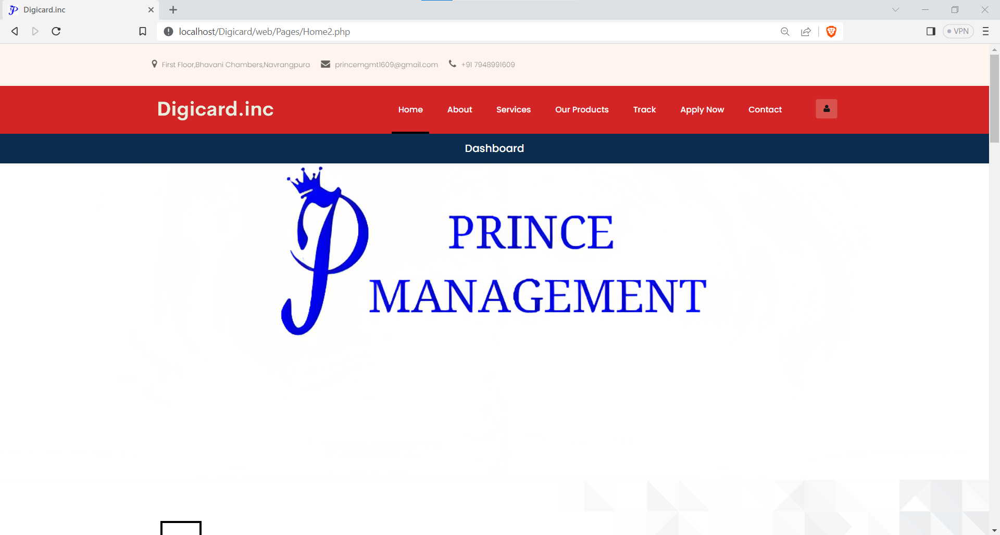 Digicard.inc
localhost/Digicard/web/Pages/Home2.php
VPN
First Floor,Bhavani Chambers,Navrangpura princemgmt1609@gmail.com +91 7948991609
Digicard.inc Home About Services Our Products Track Apply Now Contact
Dashboard
PRINCE
MANAGEMENT